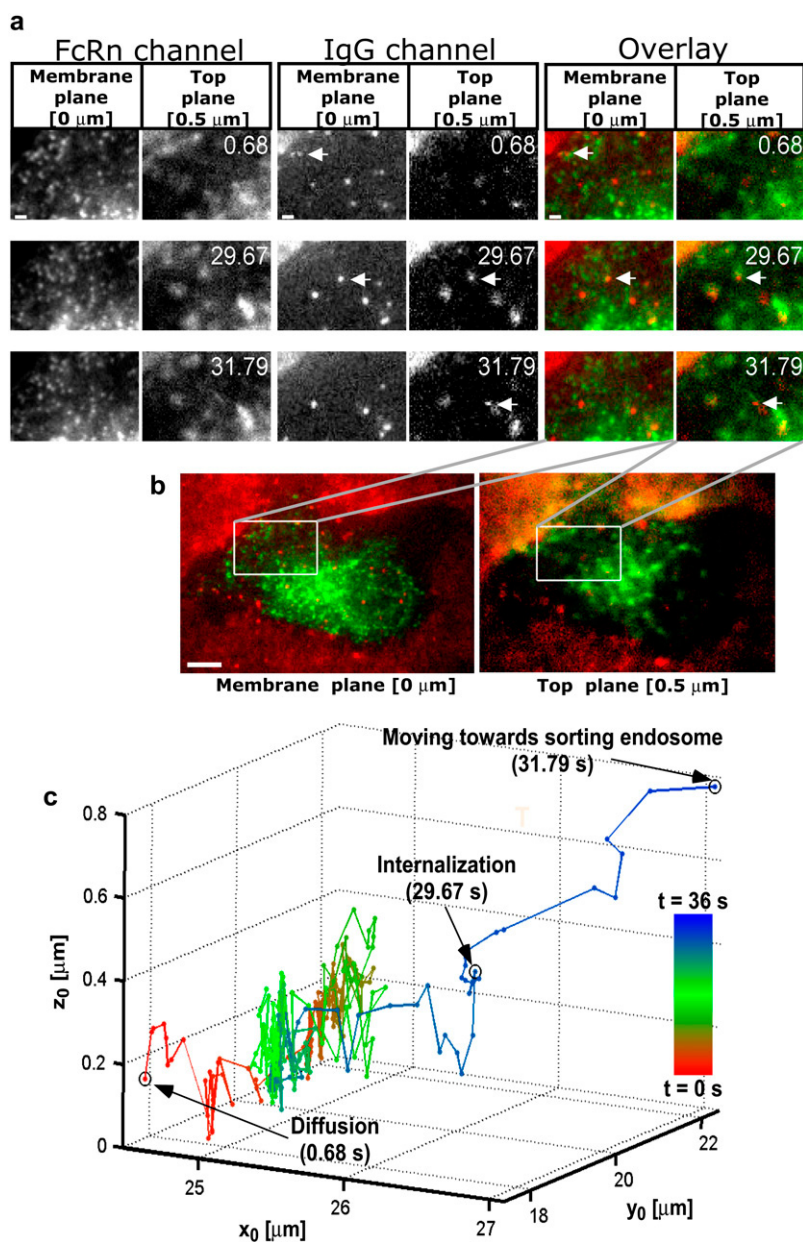 a
FcRn channel IgG channel Overlay
Membrane plane [0 μm] Top plane [0.5 μm] Membrane plane [0 μm] Top plane [0.5 μm] Membrane plane [0 μm] Top plane [0.5 μm]
0.68 0.68 0.68
29.67 29.67 29.67
31.79 31.79 31.79
b
Membrane plane [0 μm] Top plane [0.5 μm]
c
Moving towards sorting endosome
(31.79 s)
Internalization
(29.67 s)
Diffusion
(0.68 s)
t = 36 s
t = 0 s
z₀ [μm]
0.8
0.6
0.4
0.2
0
x₀ [μm]
25
26
27
y₀ [μm]
18
20
22